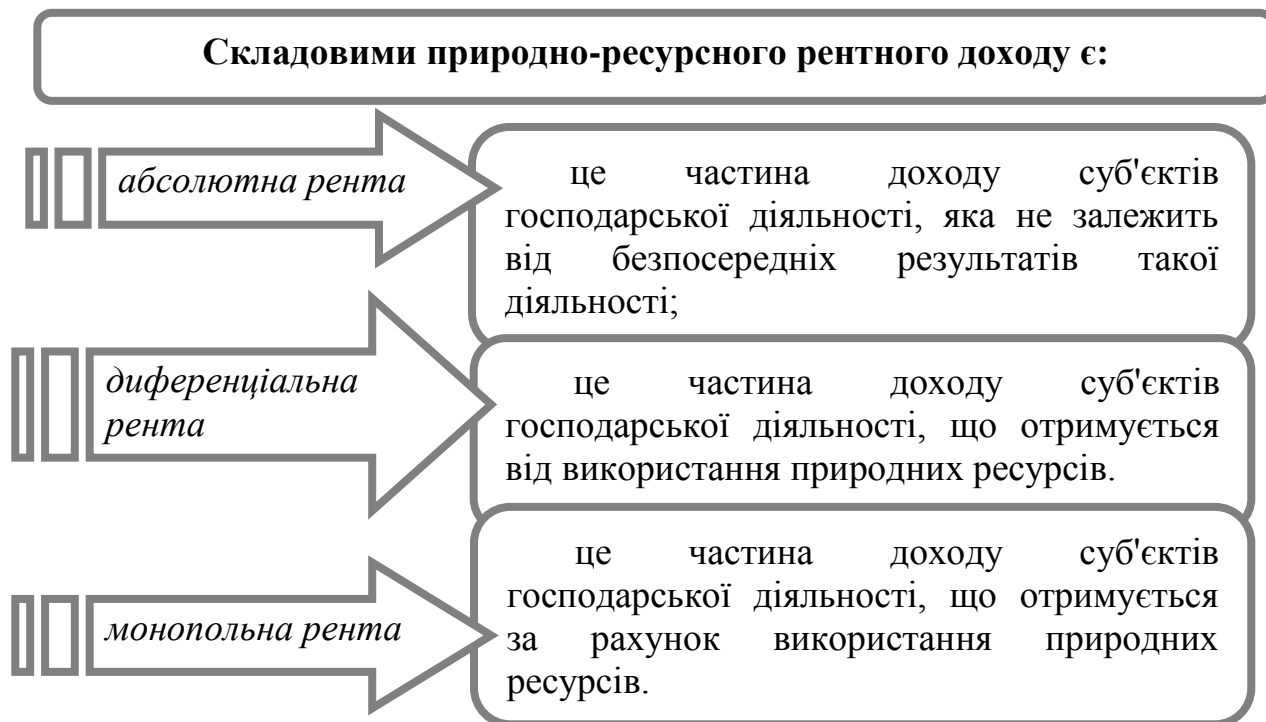 Складовими природно-ресурсного рентного доходу є:
абсолютна рента
це частина доходу суб'єктів
господарської діяльності, яка не залежить
від безпосередніх результатів такої
діяльності;
диференціальна
рента
це частина доходу суб'єктів
господарської діяльності, що отримується
від використання природних ресурсів.
монопольна рента
це частина доходу суб'єктів
господарської діяльності, що отримується
за рахунок використання природних
ресурсів.